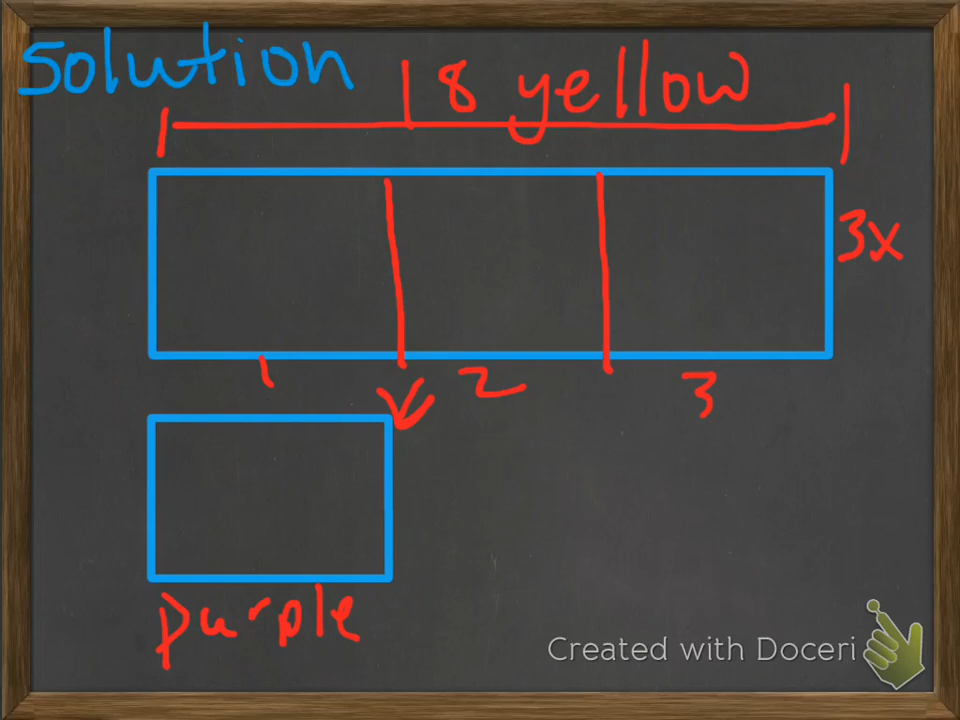 Solution
18 yellow
3x
1 2 3
purple
Created with Doceri